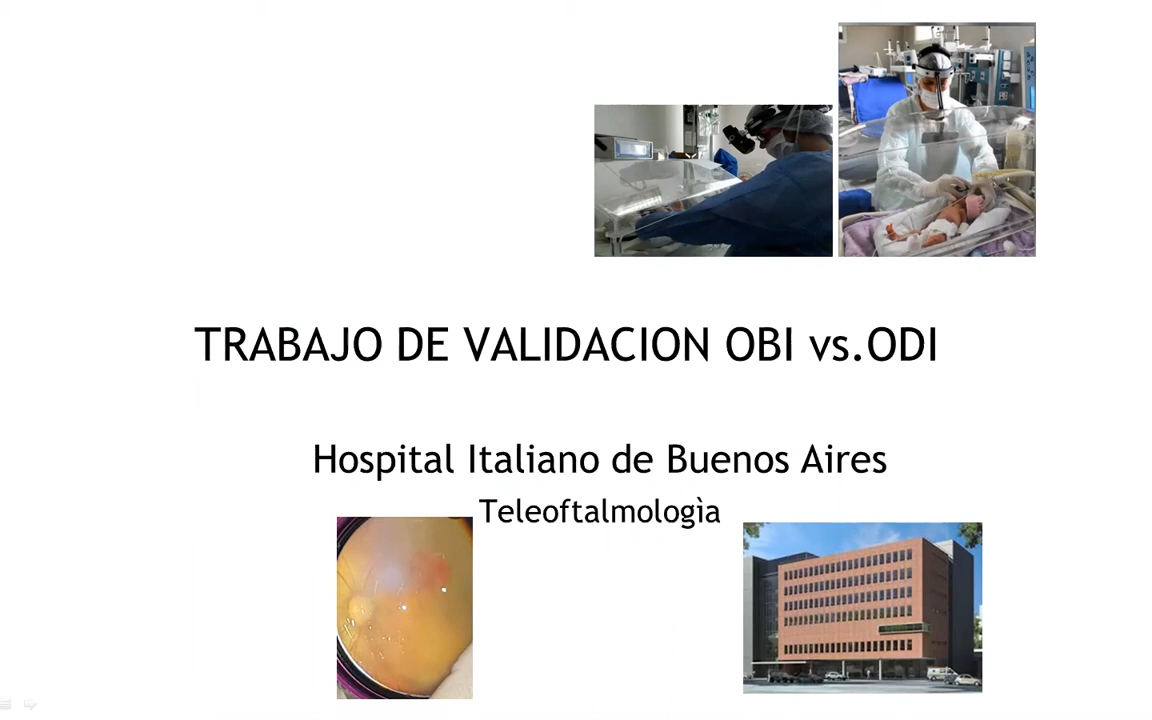 TRABAJO DE VALIDACION OBI vs.ODI
Hospital Italiano de Buenos Aires
Teleoftalmologìa